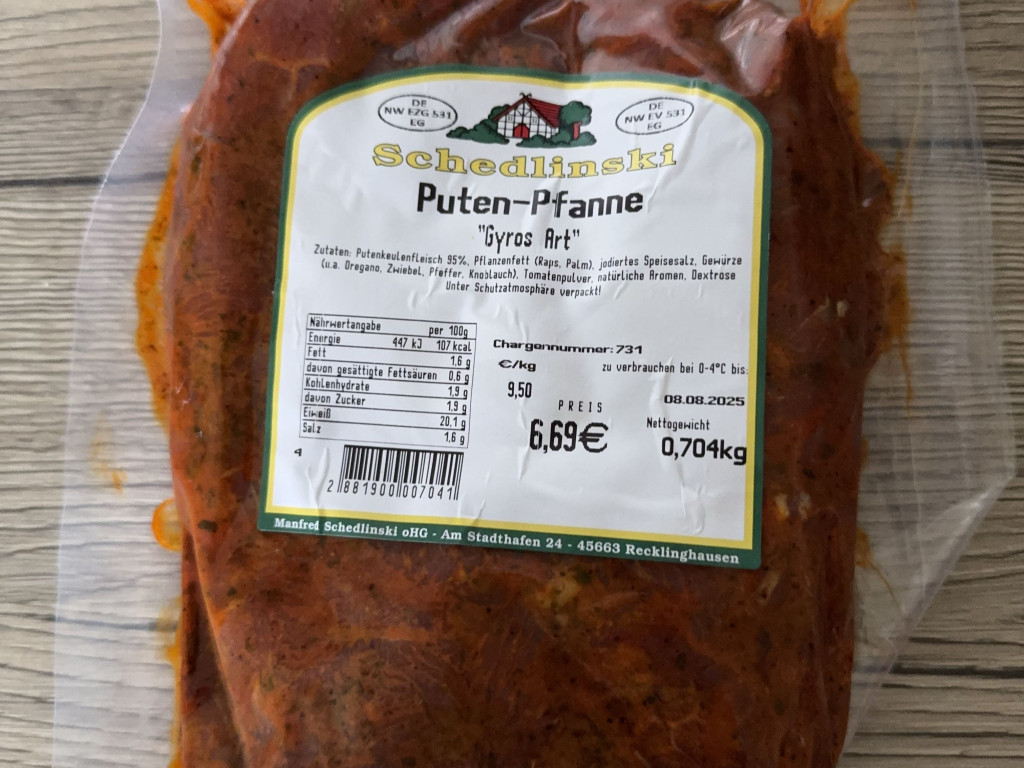 DE
NW EZG 531
EG
DE
NW EV 531
EG
Schedlinski
Puten-Pfanne
"Gyros Art"
Zutaten: Putenkeulenfleisch 95%, Pflanzenfett (Raps, Palm), jodiertes Speisesalz, Gewürze
(u.a. Oregano, Zwiebel, Pfeffer, Knoblauch), Tomatenpulver, natürliche Aromen, Dextrose
Unter Schutzatmosphäre verpackt!
Nährwertangabe per 100g
Energie 447 kJ 107 kcal
Fett 1,6 g
davon gesättigte Fettsäuren 0,6 g
Kohlenhydrate 1,9 g
davon Zucker 1,9 g
Eiweiß 20,1 g
Salz 1,6 g
4
2 881900 007041
Chargennummer: 731
€/kg
9,50
zu verbrauchen bei 0-4°C bis:
08.08.2025
PREIS
6,69€
Nettogewicht
0,704kg
Manfred Schedlinski oHG - Am Stadthafen 24 - 45663 Recklinghausen